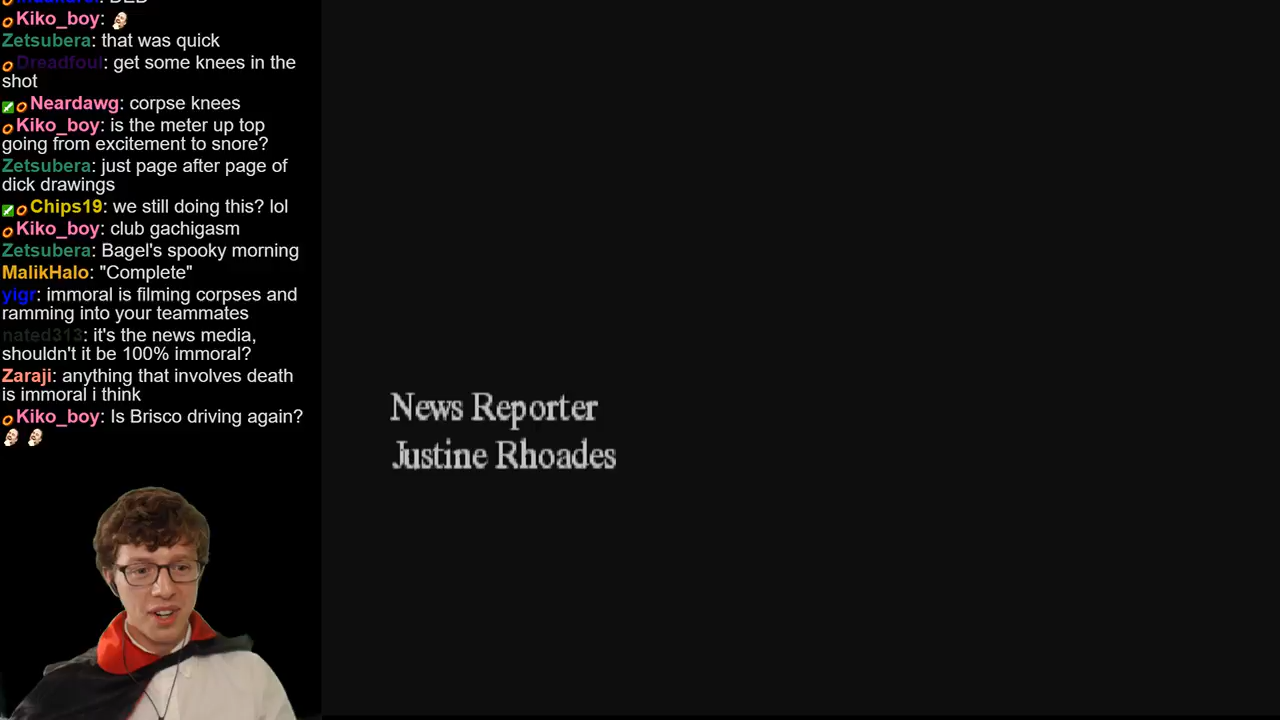 Kiko_boy:
Zetsubera: that was quick
Dreadfoul: get some knees in the
shot
Neardawg: corpse knees
Kiko_boy: is the meter up top
going from excitement to snore?
Zetsubera: just page after page of
dick drawings
Chips19: we still doing this? lol
Kiko_boy: club gachigasm
Zetsubera: Bagel's spooky morning
MalikHalo: "Complete"
yigr: immoral is filming corpses and
ramming into your teammates
nated313: it's the news media,
shouldn't it be 100% immoral?
Zaraji: anything that involves death
is immoral i think
Kiko_boy: Is Brisco driving again?
News Reporter
Justine Rhoades